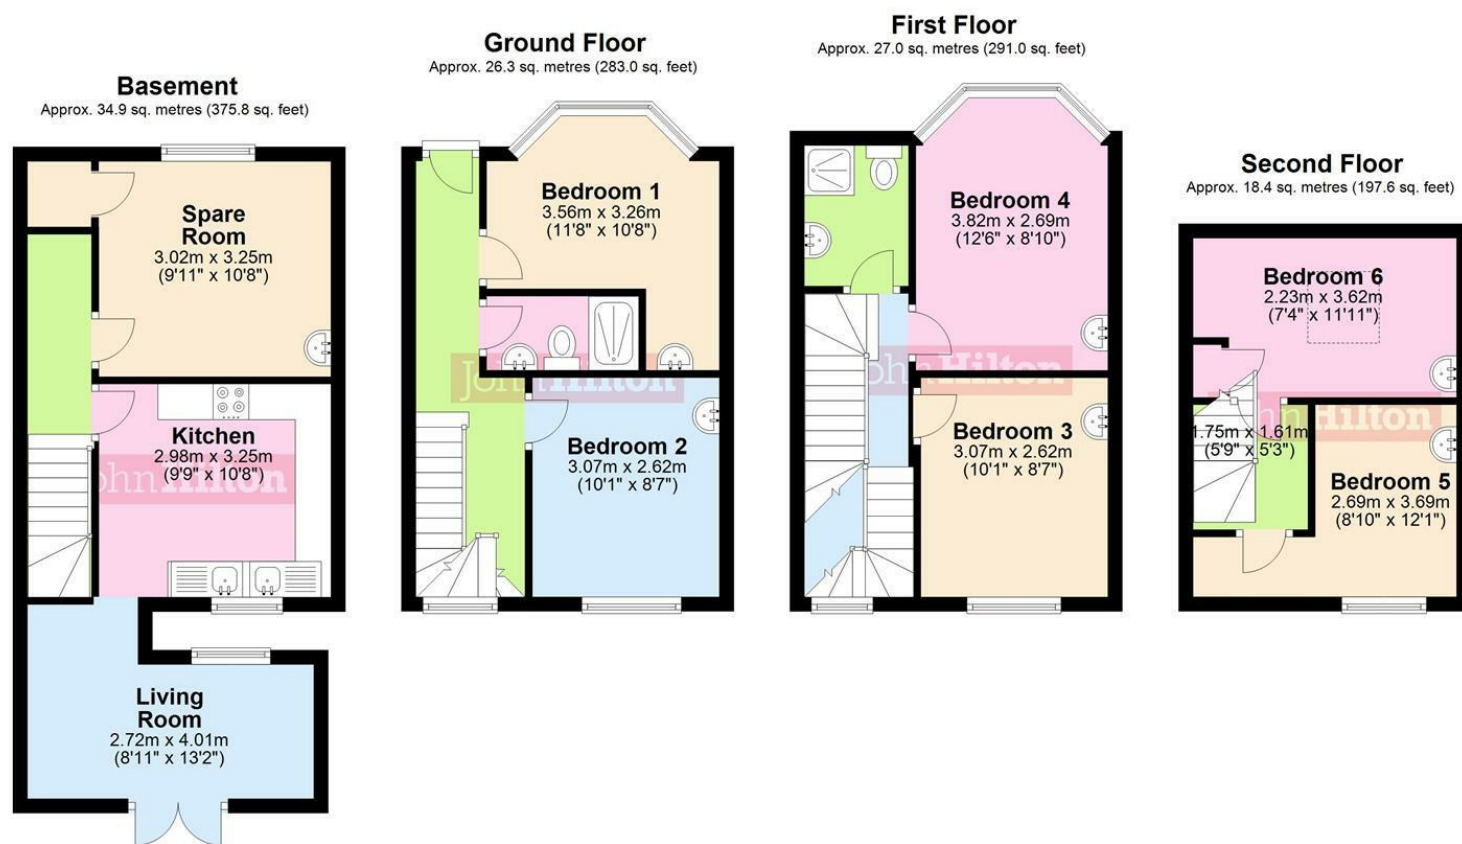 Basement
Approx. 34.9 sq. metres (375.8 sq. feet)
Spare
Room
3.02m x 3.25m
(9'11" x 10'8")
Kitchen
2.98m x 3.25m
(9'9" x 10'8")
John Hilton
Living
Room
2.72m x 4.01m
(8'11" x 13'2")
Ground Floor
Approx. 26.3 sq. metres (283.0 sq. feet)
Bedroom 1
3.56m x 3.26m
(11'8" x 10'8")
John Hilton
Bedroom 2
3.07m x 2.62m
(10'1" x 8'7")
First Floor
Approx. 27.0 sq. metres (291.0 sq. feet)
Bedroom 4
3.82m x 2.69m
(12'6" x 8'10")
John Hilton
Bedroom 3
3.07m x 2.62m
(10'1" x 8'7")
Second Floor
Approx. 18.4 sq. metres (197.6 sq. feet)
Bedroom 6
2.23m x 3.62m
(7'4" x 11'11")
John Hilton
1.75m x 1.61m
(5'9" x 5'3")
Bedroom 5
2.69m x 3.69m
(8'10" x 12'1")